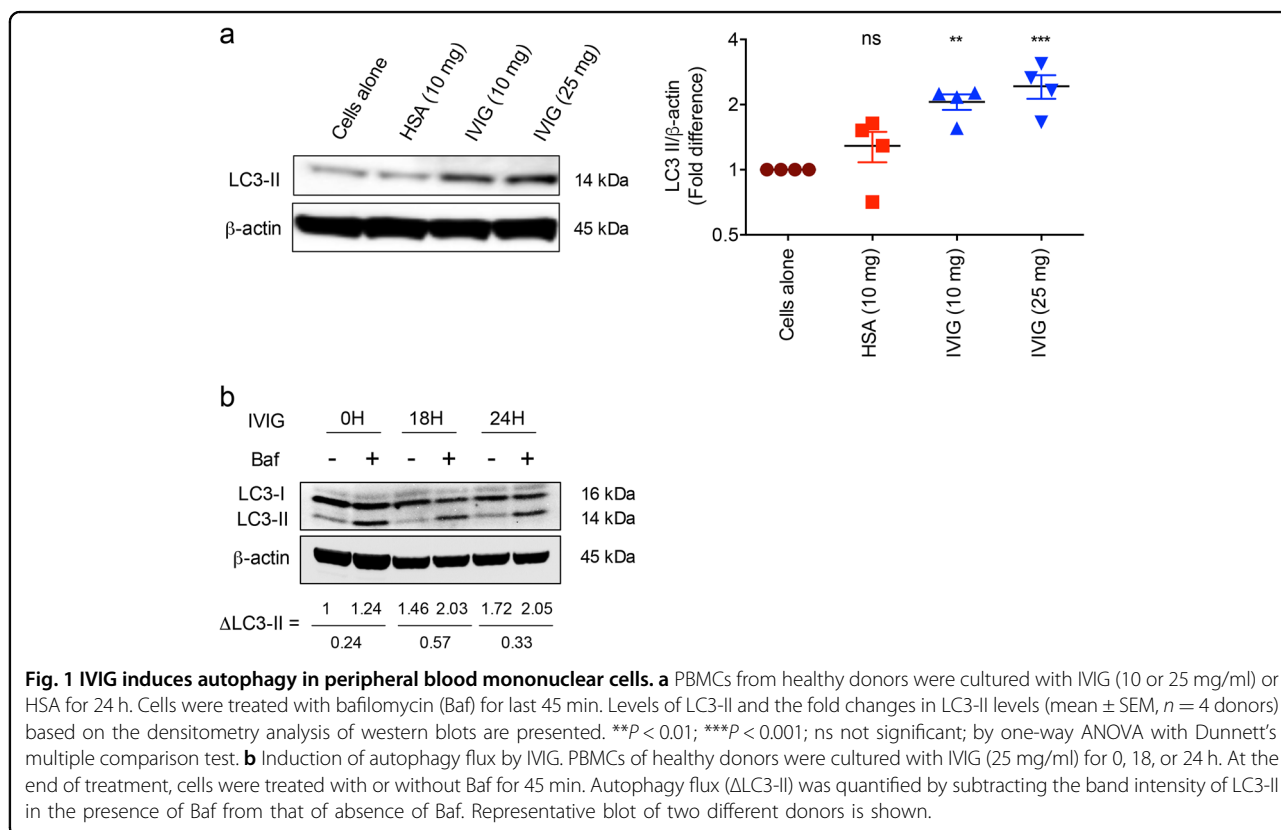 a
Cells alone
HSA (10 mg)
IVIG (10 mg)
IVIG (25 mg)
LC3-II
14 kDa
β-actin
45 kDa
LC3 II/β-actin
(Fold difference)
4
2
1
0.5
ns
**
***
Cells alone
HSA (10 mg)
IVIG (10 mg)
IVIG (25 mg)
b
IVIG 0H 18H 24H
Baf - + - + - +
LC3-I 16 kDa
LC3-II 14 kDa
β-actin 45 kDa
1 1.24 1.46 2.03 1.72 2.05
ΔLC3-II =
0.24 0.57 0.33
Fig. 1 IVIG induces autophagy in peripheral blood mononuclear cells. a PBMCs from healthy donors were cultured with IVIG (10 or 25 mg/ml) or
HSA for 24 h. Cells were treated with bafilomycin (Baf) for last 45 min. Levels of LC3-II and the fold changes in LC3-II levels (mean ± SEM, n = 4 donors)
based on the densitometry analysis of western blots are presented. **P < 0.01; ***P < 0.001; ns not significant; by one-way ANOVA with Dunnett's
multiple comparison test. b Induction of autophagy flux by IVIG. PBMCs of healthy donors were cultured with IVIG (25 mg/ml) for 0, 18, or 24 h. At the
end of treatment, cells were treated with or without Baf for 45 min. Autophagy flux (ΔLC3-II) was quantified by subtracting the band intensity of LC3-II
in the presence of Baf from that of absence of Baf. Representative blot of two different donors is shown.